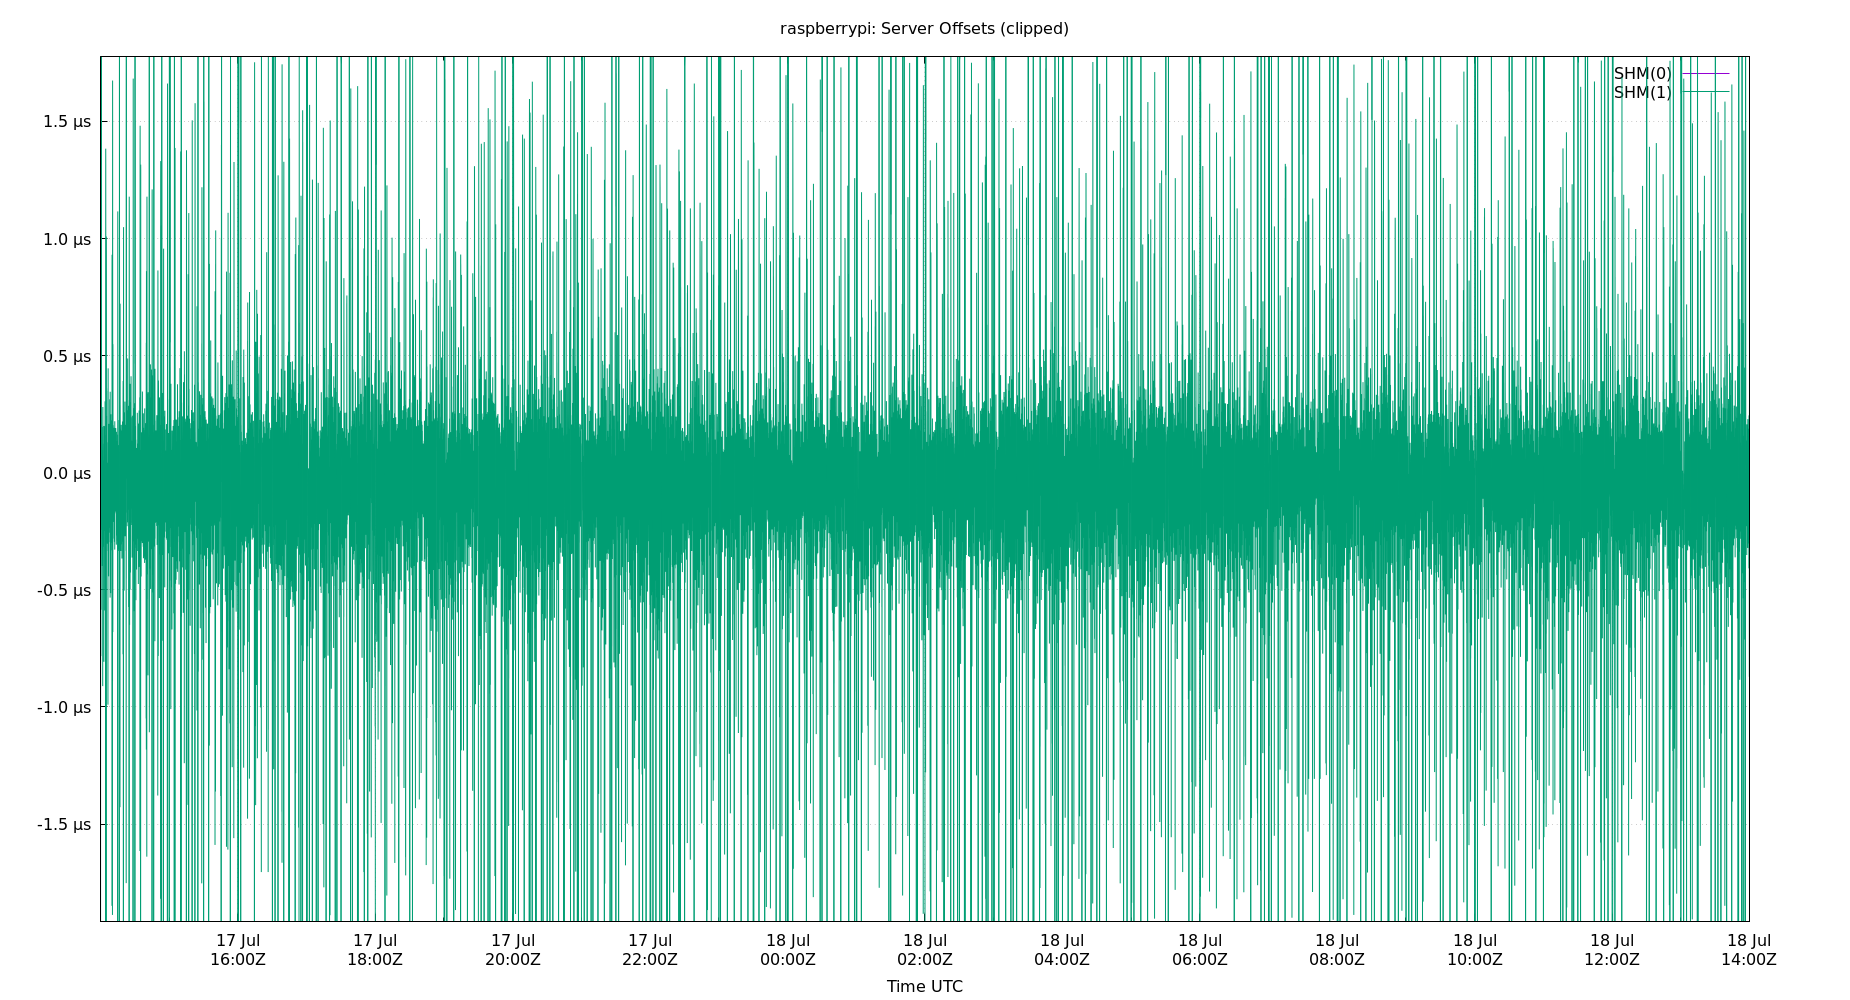 raspberrypi: Server Offsets (clipped)
SHM(0)
SHM(1)
1.5 µs
1.0 µs
0.5 µs
0.0 µs
-0.5 µs
-1.0 µs
-1.5 µs
17 Jul 17 Jul 17 Jul 17 Jul 18 Jul 18 Jul 18 Jul 18 Jul 18 Jul 18 Jul 18 Jul 18 Jul
16:00Z 18:00Z 20:00Z 22:00Z 00:00Z 02:00Z 04:00Z 06:00Z 08:00Z 10:00Z 12:00Z 14:00Z
Time UTC